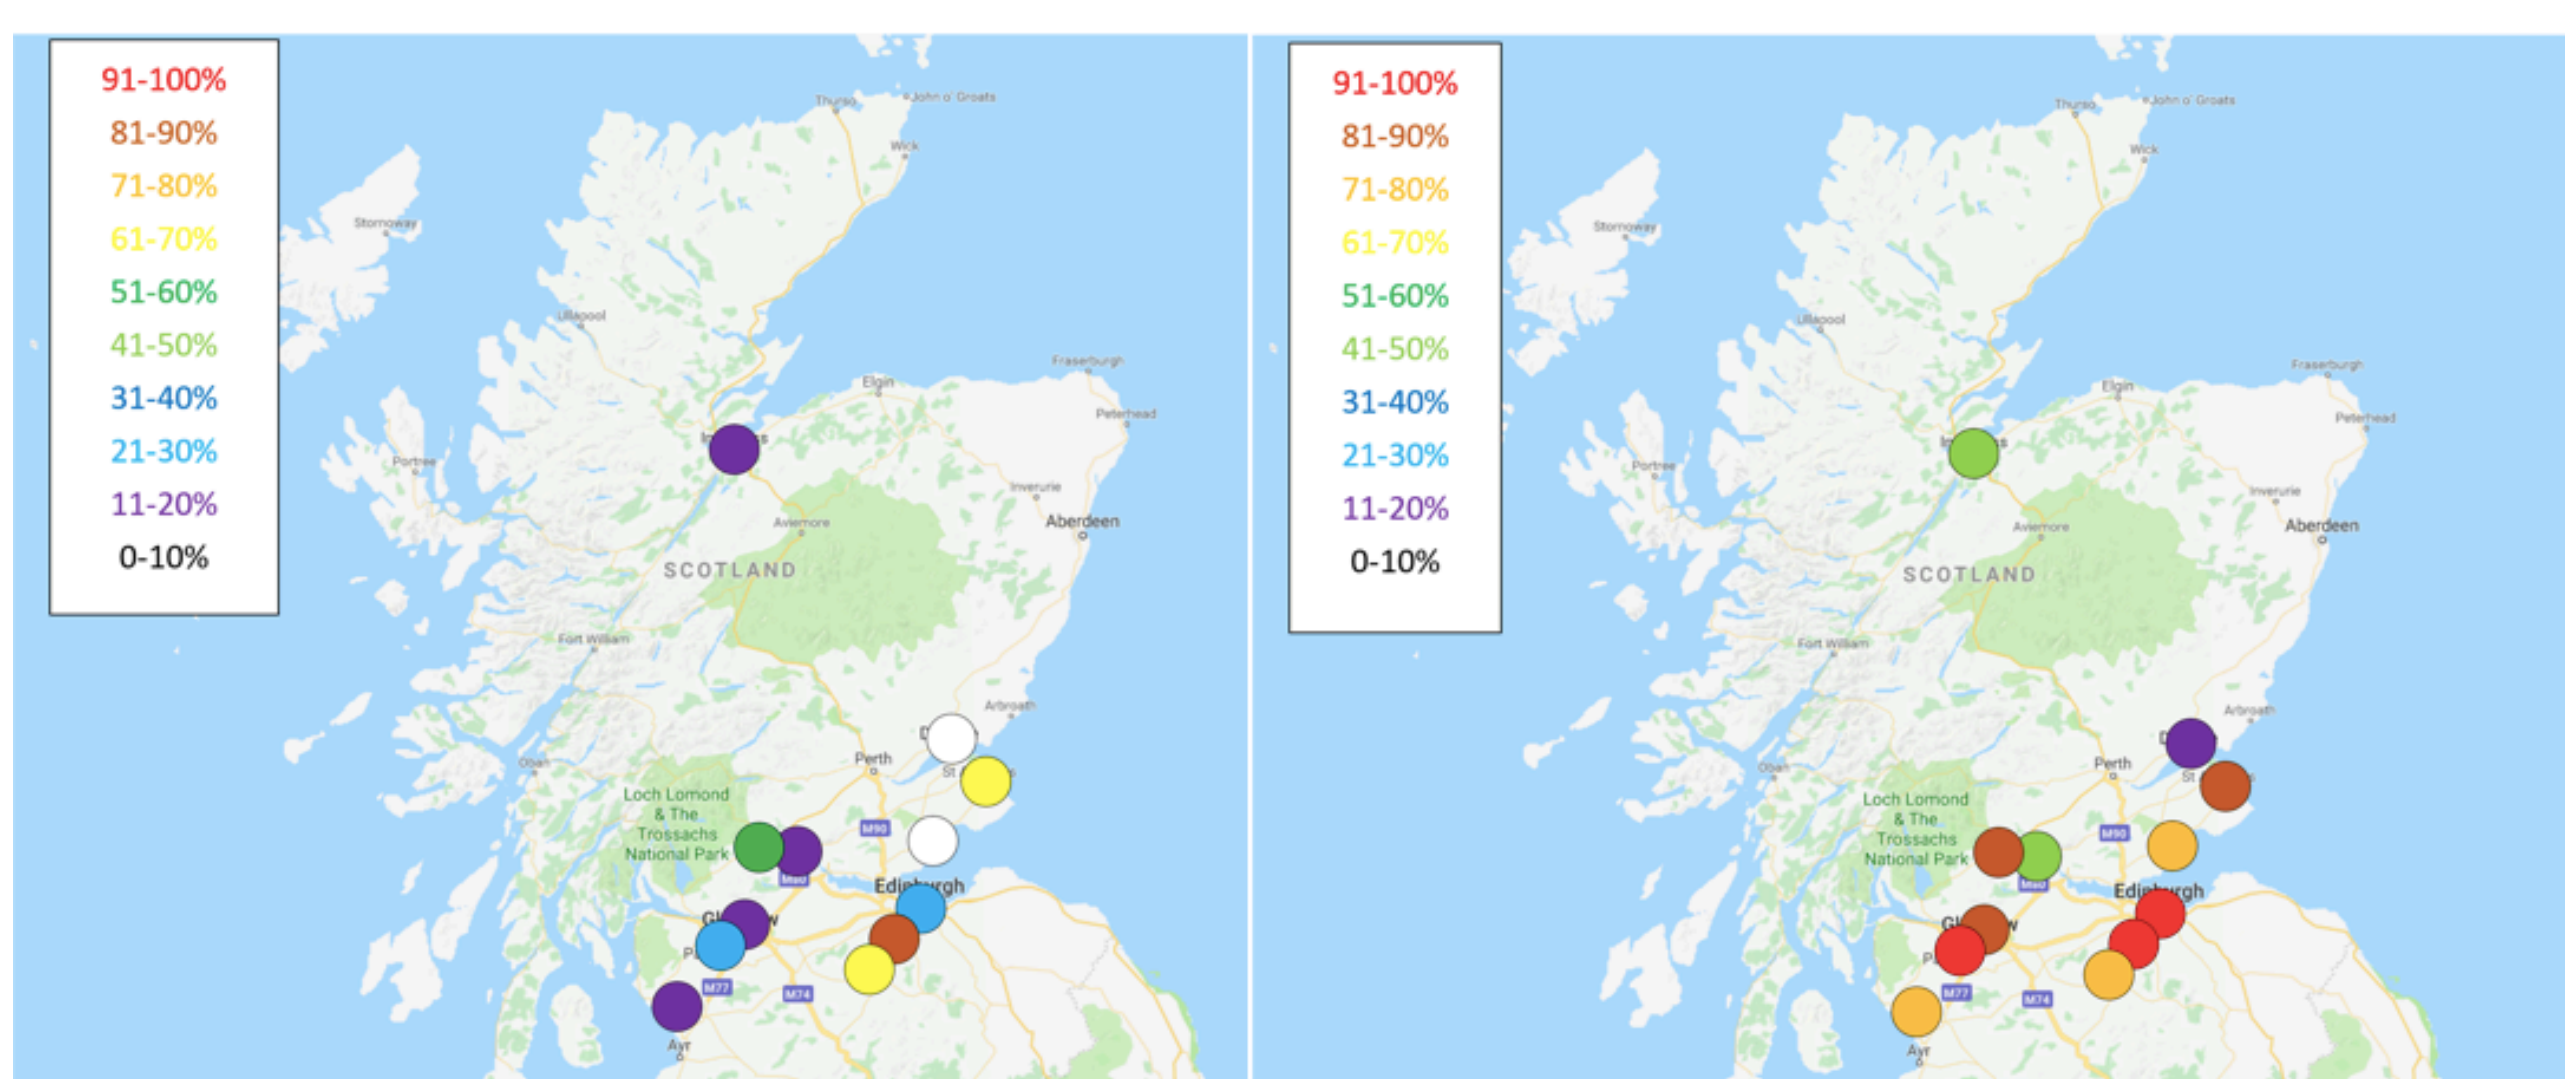 91-100%
81-90%
71-80%
61-70%
51-60%
41-50%
31-40%
21-30%
11-20%
0-10%
Thurso
John o' Groats
Wick
Stornoway
Ullapool
Elgin
Fraserburgh
Peterhead
Portree
Inverurie
Aviemore
Aberdeen
SCOTLAND
Fort William
Arbroath
Perth
Oban
Loch Lomond
& The
Trossachs
National Park
M90
Edinburgh
M77
M74
Ayr
91-100%
81-90%
71-80%
61-70%
51-60%
41-50%
31-40%
21-30%
11-20%
0-10%
Thurso
John o' Groats
Wick
Stornoway
Ullapool
Elgin
Fraserburgh
Peterhead
Portree
Inverurie
Aviemore
Aberdeen
SCOTLAND
Fort William
Arbroath
Perth
Oban
Loch Lomond
& The
Trossachs
National Park
M90
Edinburgh
M77
M74
Ayr